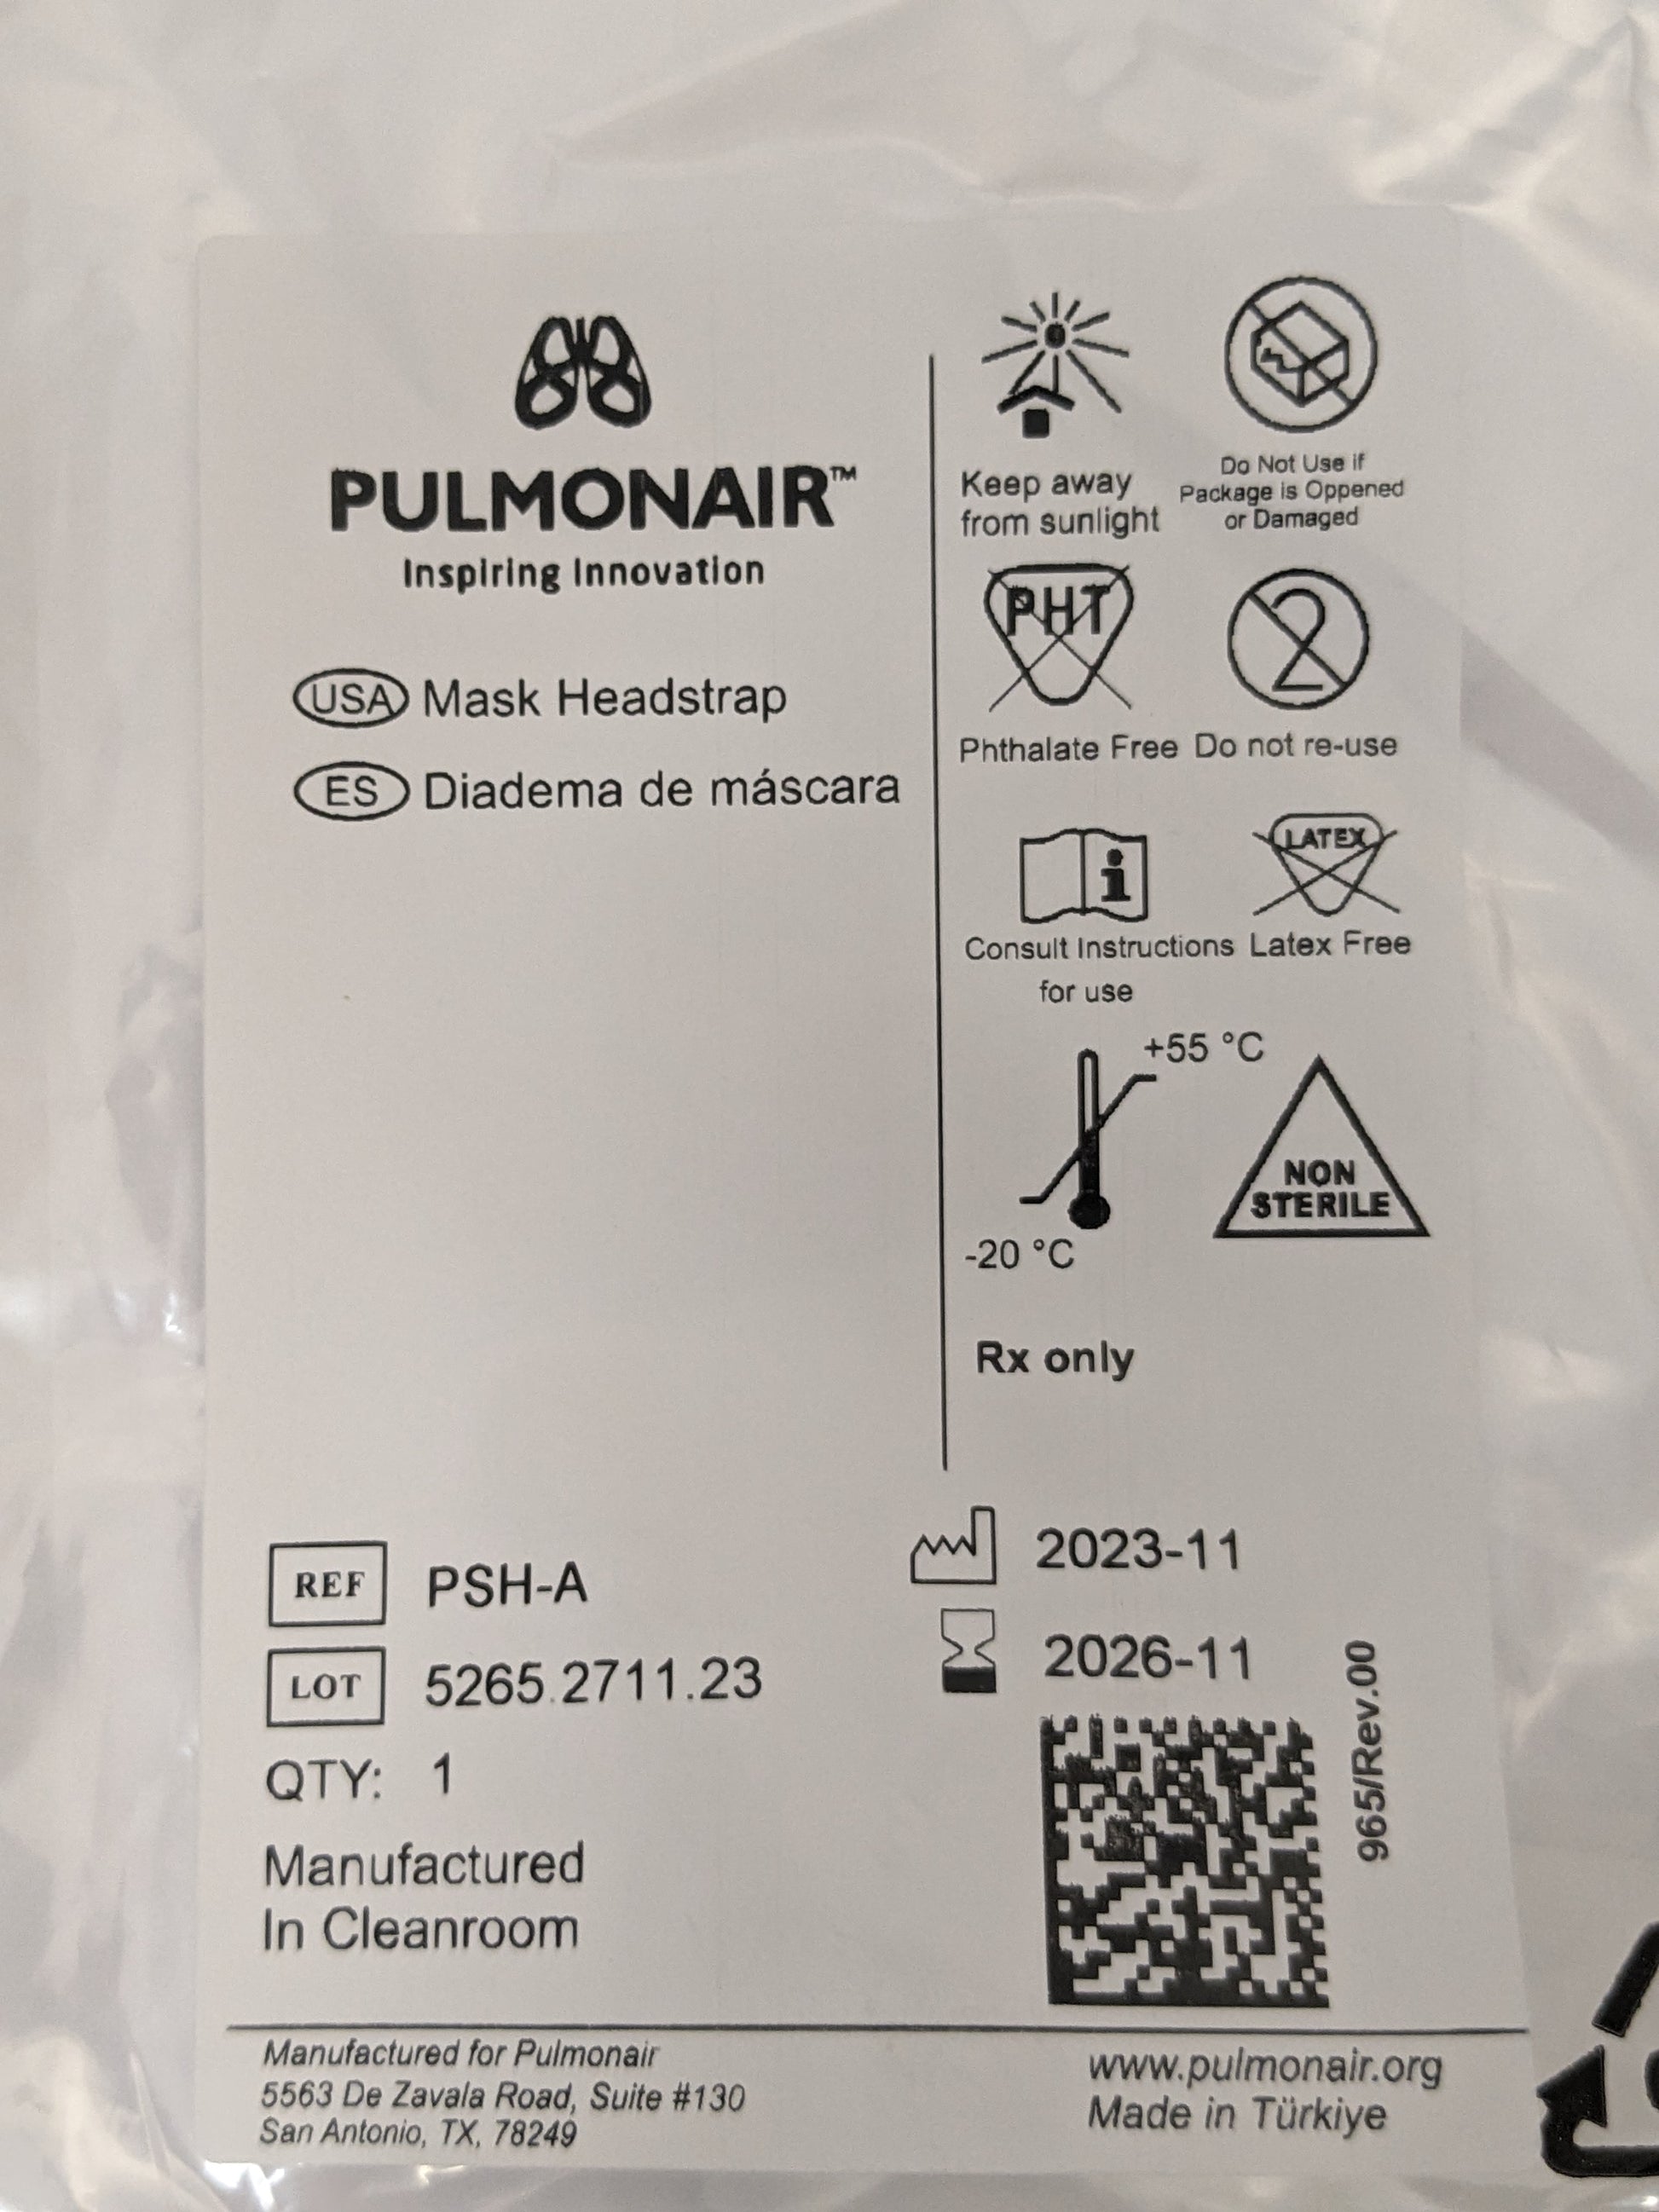 PULMONAIR™
Inspiring Innovation
USA Mask Headstrap
ES Diadema de máscara
Keep away
from sunlight
Do Not Use if
Package is Oppened
or Damaged
PHT
Phthalate Free
2
Do not re-use
i
Consult Instructions
for use
LATEX
Latex Free
+55 °C
-20 °C
NON
STERILE
Rx only
REF PSH-A
LOT 5265.2711.23
QTY: 1
Manufactured
In Cleanroom
2023-11
2026-11
965/Rev.00
Manufactured for Pulmonair
5563 De Zavala Road, Suite #130
San Antonio, TX, 78249
www.pulmonair.org
Made in Türkiye